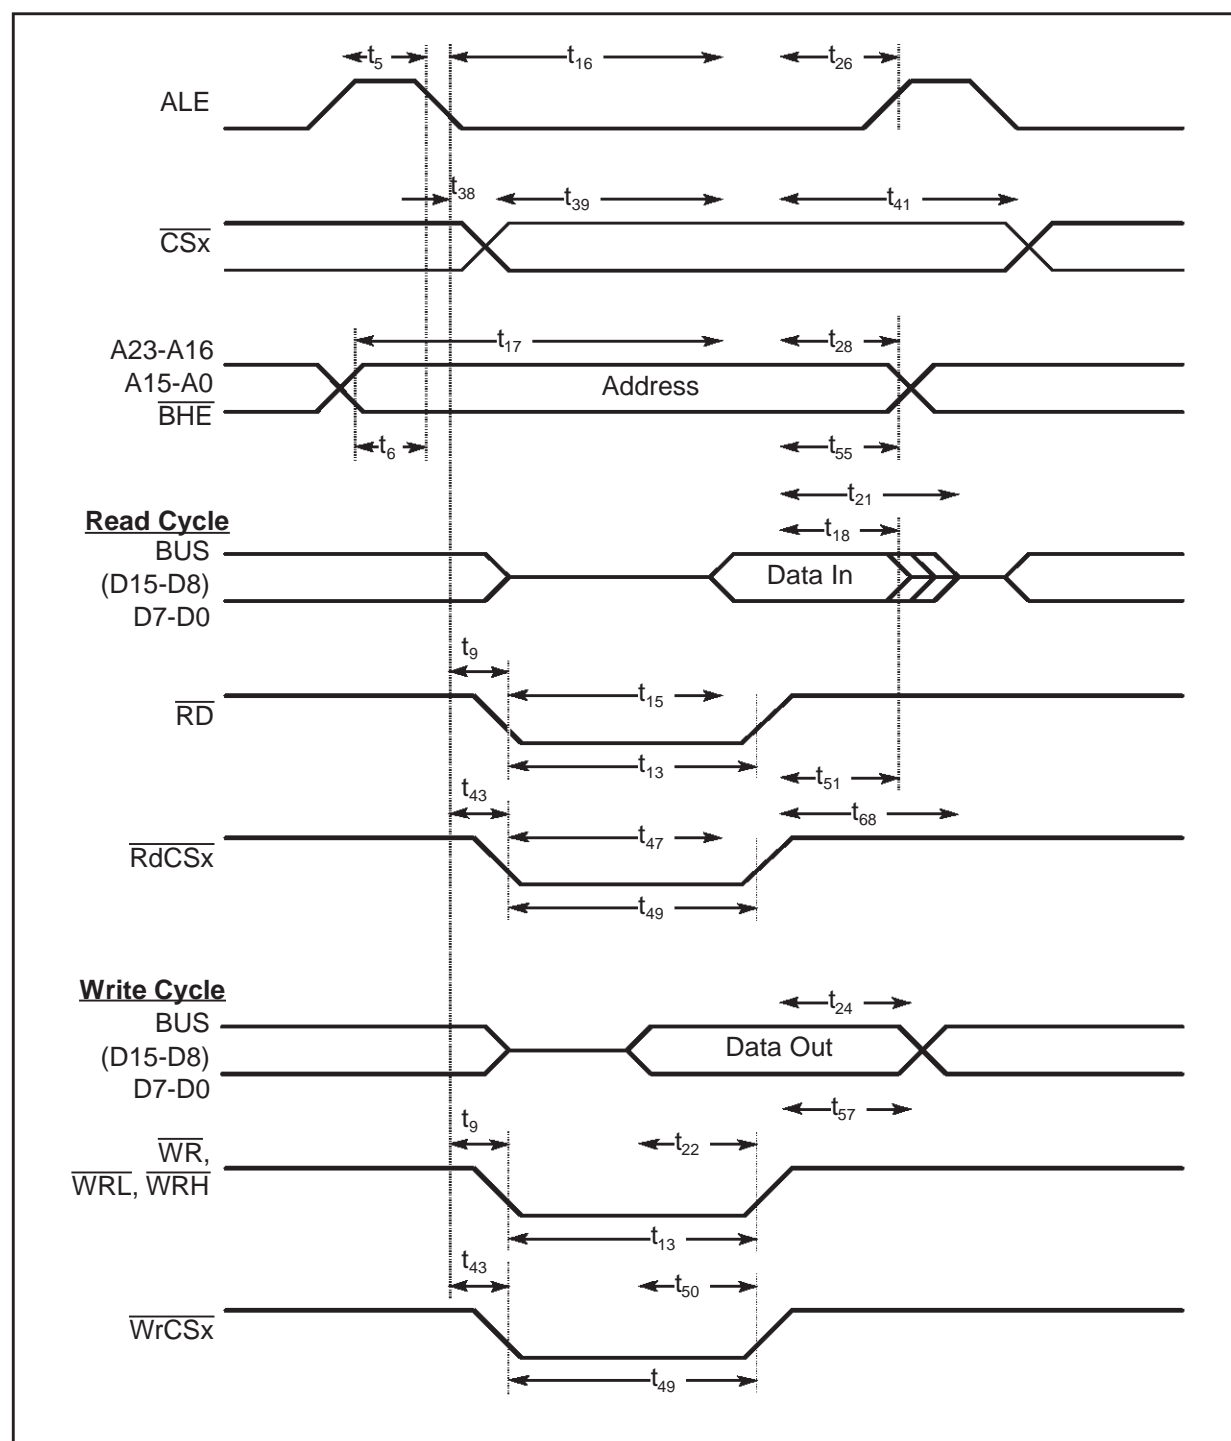 t5 t16 t26
ALE
t38 t39 t41
CSx
t17 t28
A23-A16
A15-A0 Address
BHE
t6 t55
t21
Read Cycle
t18
BUS
(D15-D8) Data In
D7-D0
t9
t15
RD
t13
t51
t43
t68
t47
RdCSx
t49
Write Cycle
t24
BUS
(D15-D8) Data Out
D7-D0
t57
t9
t22
WR,
WRL, WRH
t13
t43
t50
WrCSx
t49